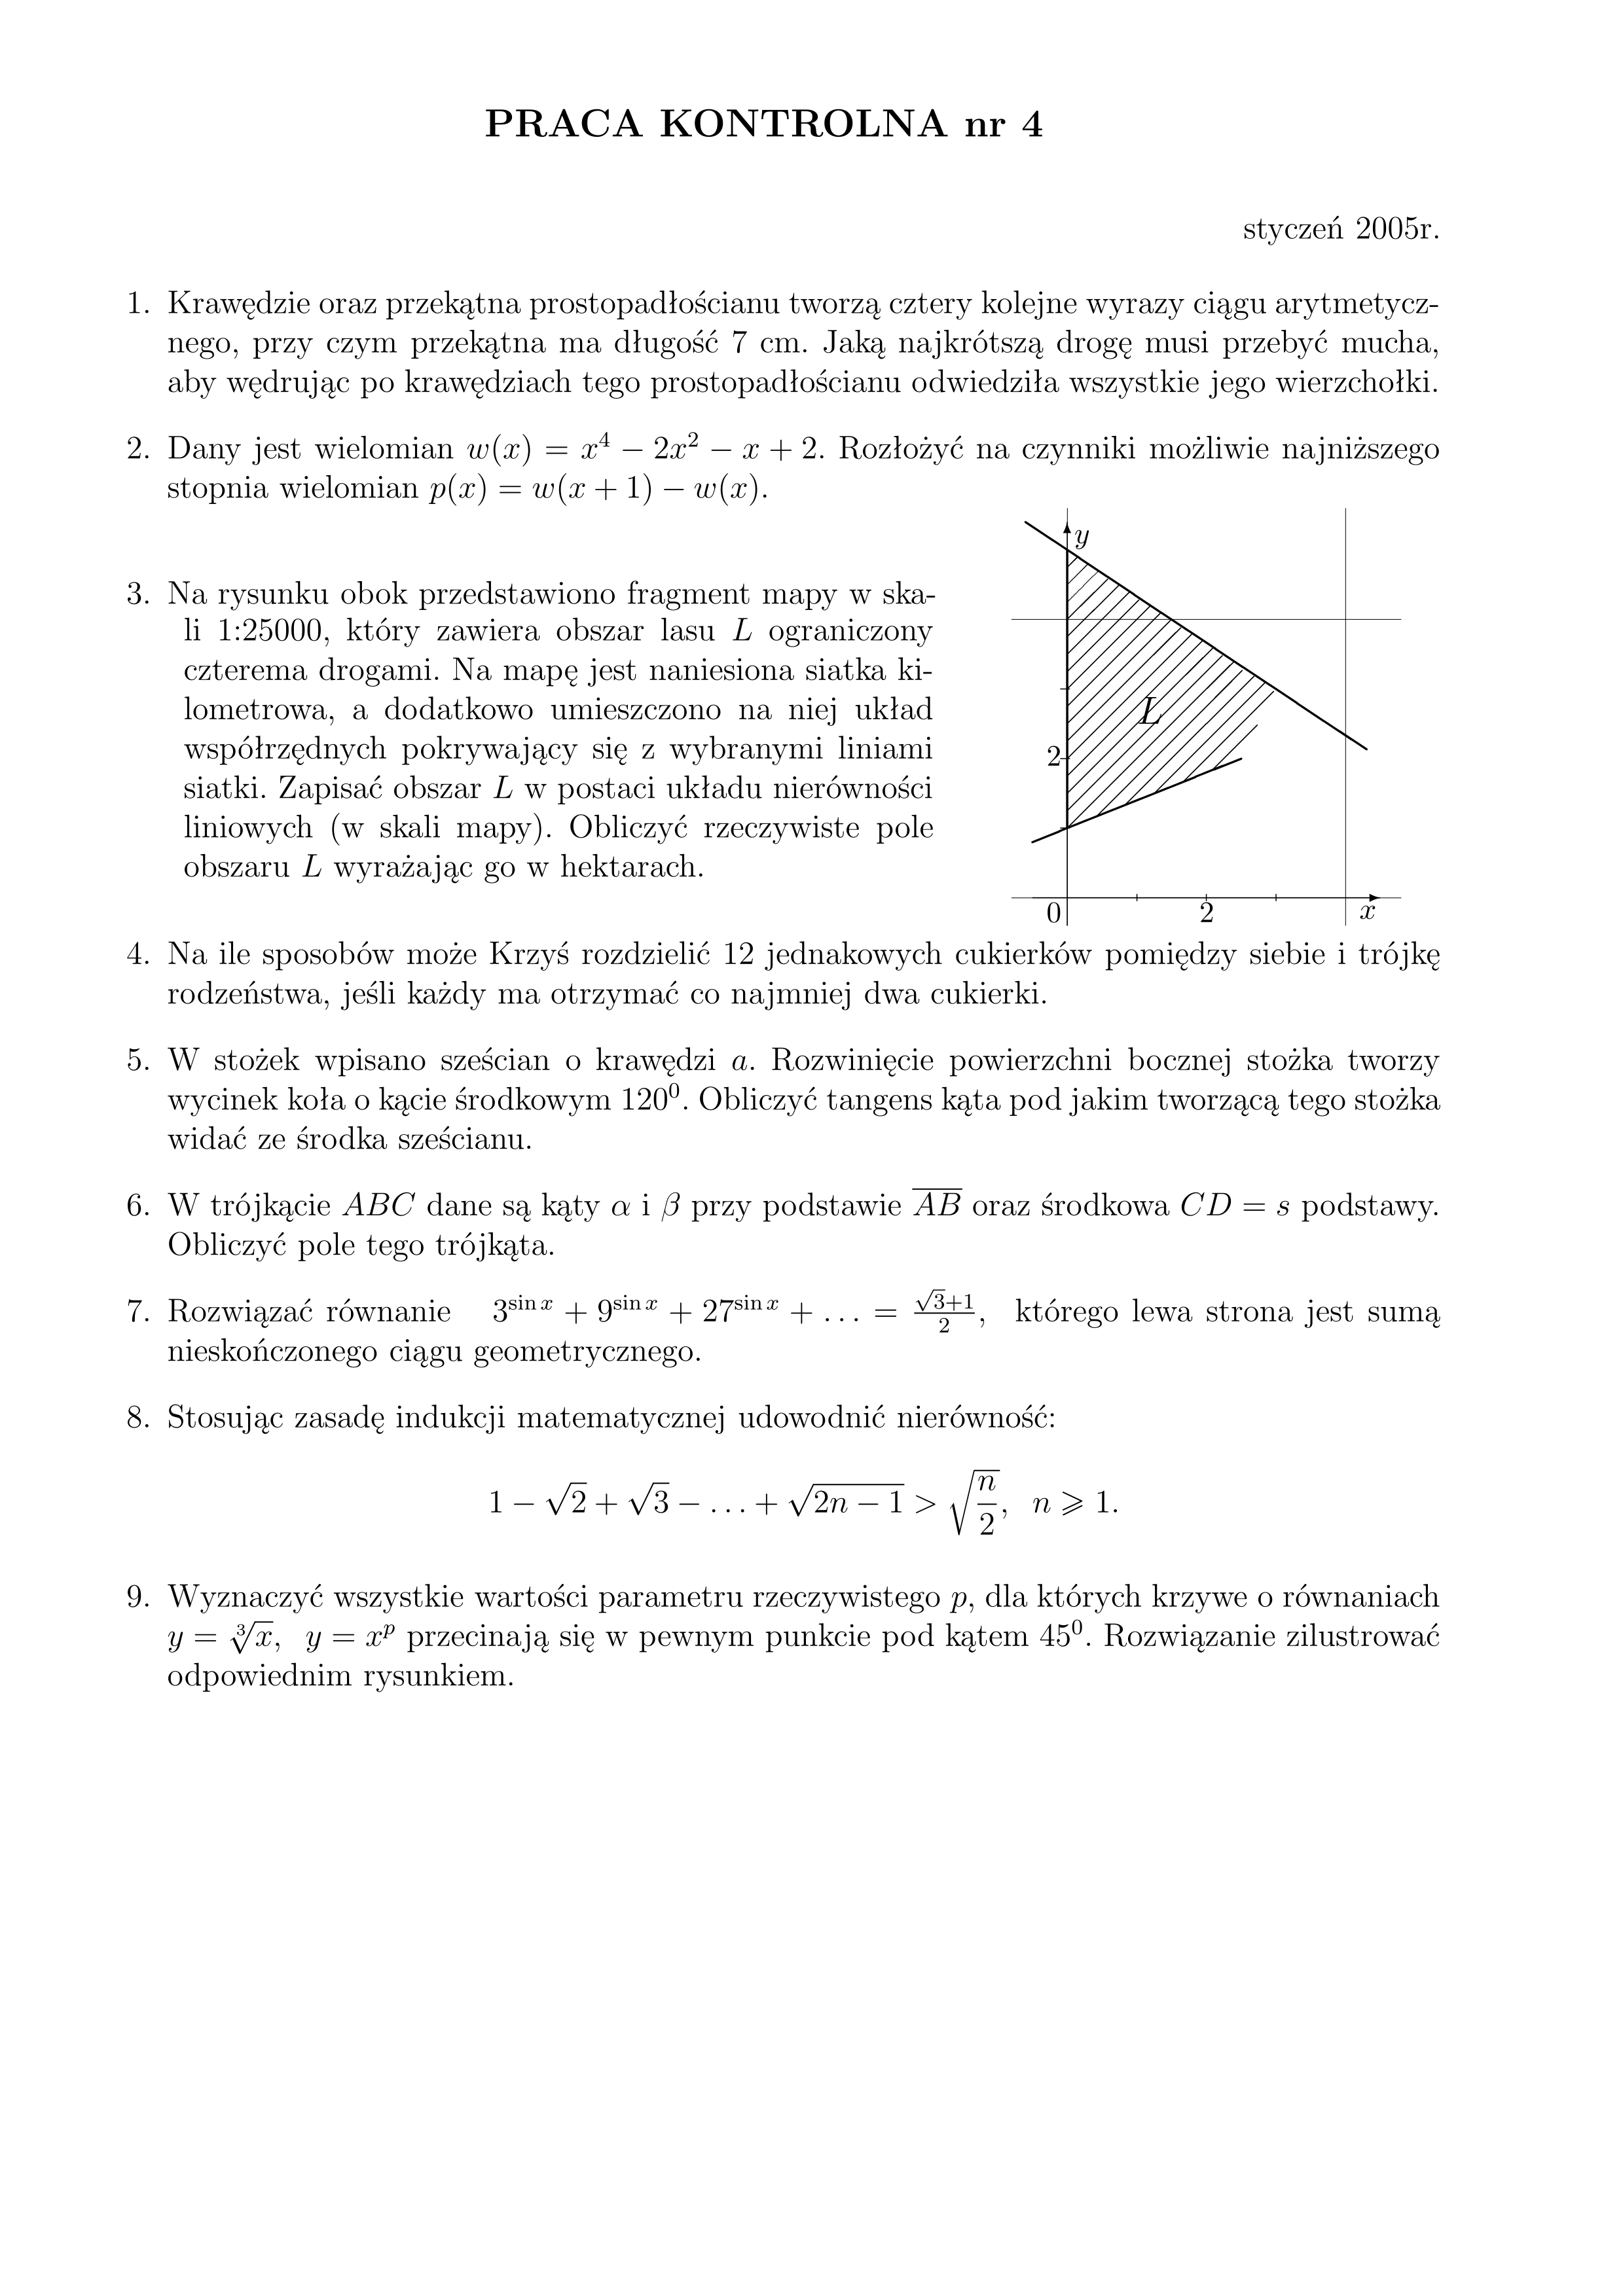 PRACA KONTROLNA nr 4
styczeń 2005r.
1. Krawędzie oraz przekątna prostopadłościanu tworzą cztery kolejne wyrazy ciągu arytmetycz-
nego, przy czym przekątna ma długość 7 cm. Jaką najkrótszą drogę musi przebyć mucha,
aby wędrując po krawędziach tego prostopadłościanu odwiedziła wszystkie jego wierzchołki.
2. Dany jest wielomian $w(x) = x^4 - 2x^2 - x + 2$. Rozłożyć na czynniki możliwie najniższego
stopnia wielomian $p(x) = w(x + 1) - w(x)$.
3. Na rysunku obok przedstawiono fragment mapy w ska-
li 1:25000, który zawiera obszar lasu $L$ ograniczony
czterema drogami. Na mapę jest naniesiona siatka ki-
lometrowa, a dodatkowo umieszczono na niej układ
współrzędnych pokrywający się z wybranymi liniami
siatki. Zapisać obszar $L$ w postaci układu nierówności
liniowych (w skali mapy). Obliczyć rzeczywiste pole
obszaru $L$ wyrażając go w hektarach.
y
L
2
0
2
x
4. Na ile sposobów może Krzyś rozdzielić 12 jednakowych cukierków pomiędzy siebie i trójkę
rodzeństwa, jeśli każdy ma otrzymać co najmniej dwa cukierki.
5. W stożek wpisano sześcian o krawędzi $a$. Rozwinięcie powierzchni bocznej stożka tworzy
wycinek koła o kącie środkowym $120^0$. Obliczyć tangens kąta pod jakim tworzącą tego stożka
widać ze środka sześcianu.
6. W trójkącie $ABC$ dane są kąty $\alpha$ i $\beta$ przy podstawie $\overline{AB}$ oraz środkowa $CD = s$ podstawy.
Obliczyć pole tego trójkąta.
7. Rozwiązać równanie $3^{\sin x} + 9^{\sin x} + 27^{\sin x} + \ldots = \frac{\sqrt{3}+1}{2}$, którego lewa strona jest sumą
nieskończonego ciągu geometrycznego.
8. Stosując zasadę indukcji matematycznej udowodnić nierówność:
$1 - \sqrt{2} + \sqrt{3} - \ldots + \sqrt{2n - 1} > \sqrt{\frac{n}{2}}, \; n \geqslant 1.$
9. Wyznaczyć wszystkie wartości parametru rzeczywistego $p$, dla których krzywe o równaniach
$y = \sqrt[3]{x}, \; y = x^p$ przecinają się w pewnym punkcie pod kątem $45^0$. Rozwiązanie zilustrować
odpowiednim rysunkiem.